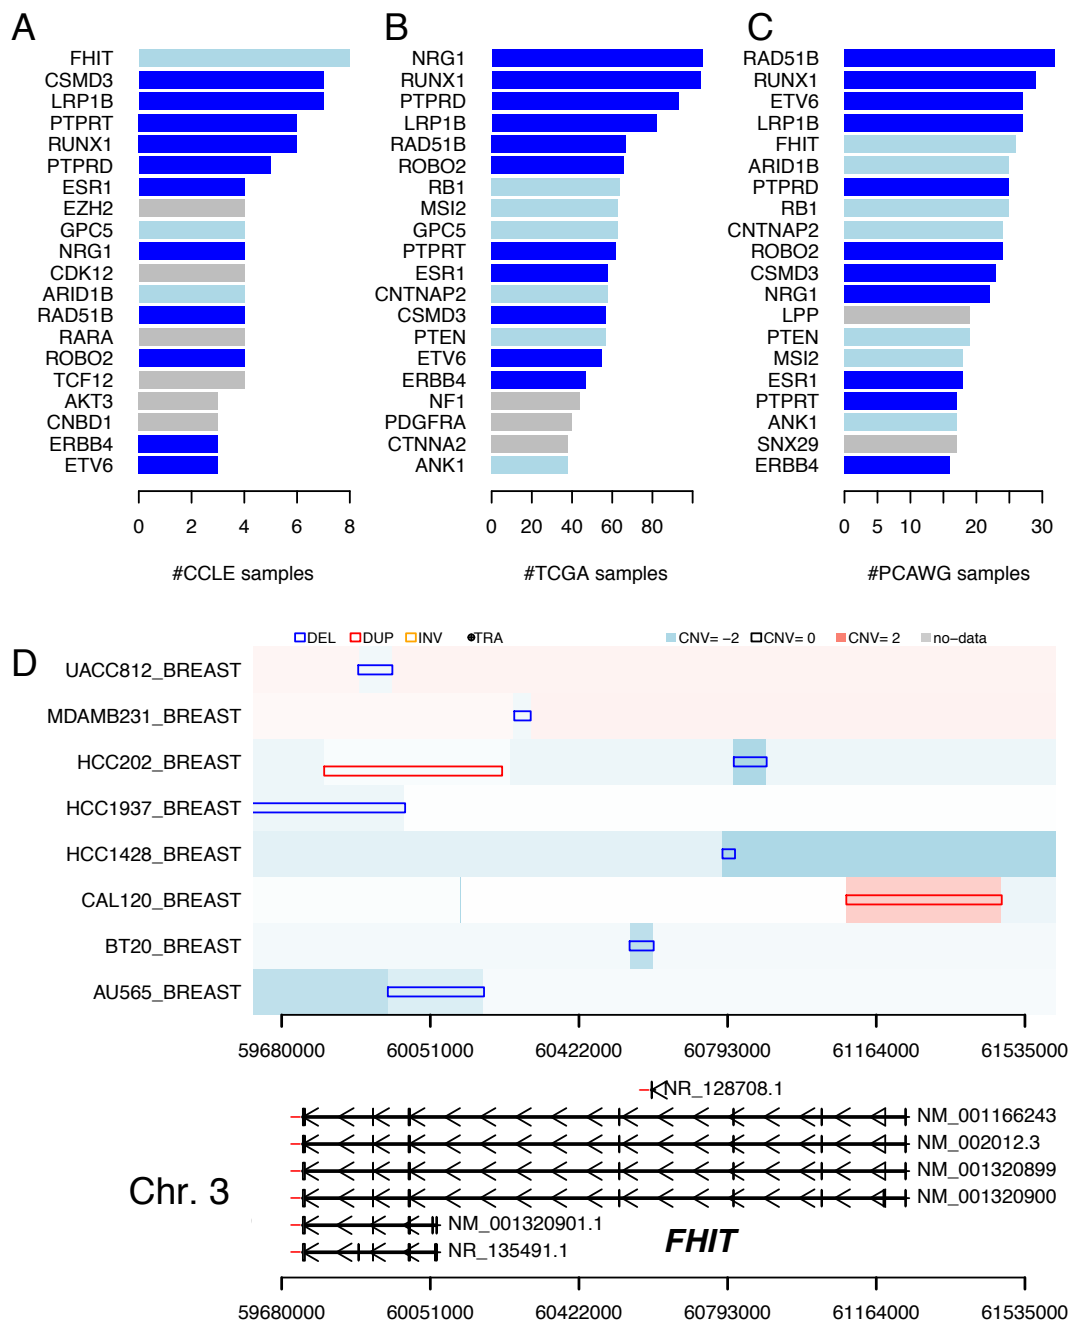 A
FHIT
CSMD3
LRP1B
PTPRT
RUNX1
PTPRD
ESR1
EZH2
GPC5
NRG1
CDK12
ARID1B
RAD51B
RARA
ROBO2
TCF12
AKT3
CNBD1
ERBB4
ETV6
0 2 4 6 8
#CCLE samples
B
NRG1
RUNX1
PTPRD
LRP1B
RAD51B
ROBO2
RB1
MSI2
GPC5
PTPRT
ESR1
CNTNAP2
CSMD3
PTEN
ETV6
ERBB4
NF1
PDGFRA
CTNNA2
ANK1
0 20 40 60 80
#TCGA samples
C
RAD51B
RUNX1
ETV6
LRP1B
FHIT
ARID1B
PTPRD
RB1
CNTNAP2
ROBO2
CSMD3
NRG1
LPP
PTEN
MSI2
ESR1
PTPRT
ANK1
SNX29
ERBB4
0 5 10 20 30
#PCAWG samples
D
DEL DUP INV TRA CNV= −2 CNV= 0 CNV= 2 no−data
UACC812_BREAST
MDAMB231_BREAST
HCC202_BREAST
HCC1937_BREAST
HCC1428_BREAST
CAL120_BREAST
BT20_BREAST
AU565_BREAST
59680000 60051000 60422000 60793000 61164000 61535000
NR_128708.1
NM_001166243
NM_002012.3
NM_001320899
Chr. 3
NM_001320900
NM_001320901.1
FHIT
NR_135491.1
59680000 60051000 60422000 60793000 61164000 61535000